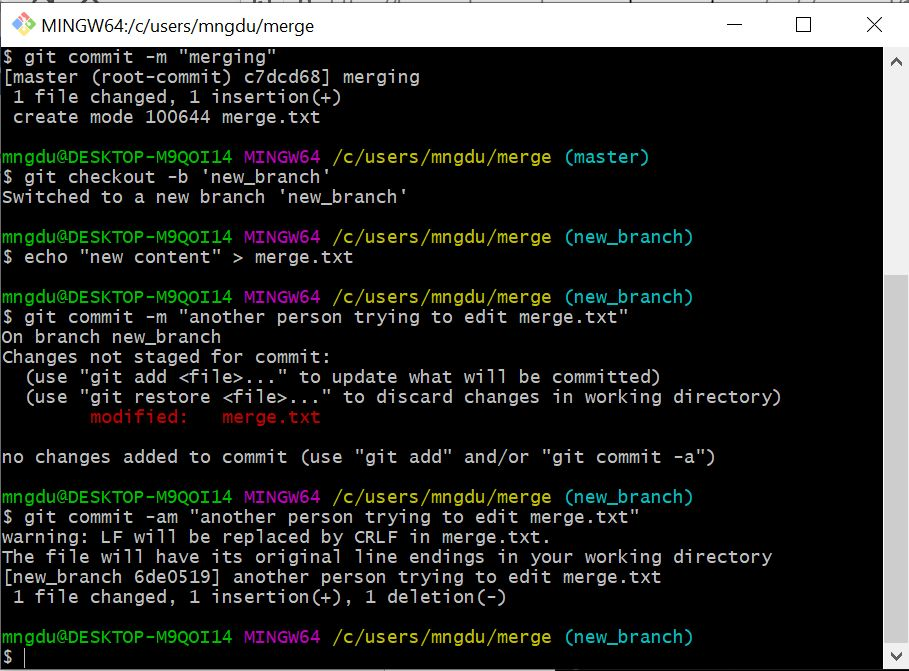 MINGW64:/c/users/mngdu/merge
$ git commit -m "merging"
[master (root-commit) c7dcd68] merging
 1 file changed, 1 insertion(+)
 create mode 100644 merge.txt

mngdu@DESKTOP-M9QOI14 MINGW64 /c/users/mngdu/merge (master)
$ git checkout -b 'new_branch'
Switched to a new branch 'new_branch'

mngdu@DESKTOP-M9QOI14 MINGW64 /c/users/mngdu/merge (new_branch)
$ echo "new content" > merge.txt

mngdu@DESKTOP-M9QOI14 MINGW64 /c/users/mngdu/merge (new_branch)
$ git commit -m "another person trying to edit merge.txt"
On branch new_branch
Changes not staged for commit:
  (use "git add <file>..." to update what will be committed)
  (use "git restore <file>..." to discard changes in working directory)
        modified:   merge.txt

no changes added to commit (use "git add" and/or "git commit -a")

mngdu@DESKTOP-M9QOI14 MINGW64 /c/users/mngdu/merge (new_branch)
$ git commit -am "another person trying to edit merge.txt"
warning: LF will be replaced by CRLF in merge.txt.
The file will have its original line endings in your working directory
[new_branch 6de0519] another person trying to edit merge.txt
 1 file changed, 1 insertion(+), 1 deletion(-)

mngdu@DESKTOP-M9QOI14 MINGW64 /c/users/mngdu/merge (new_branch)
$